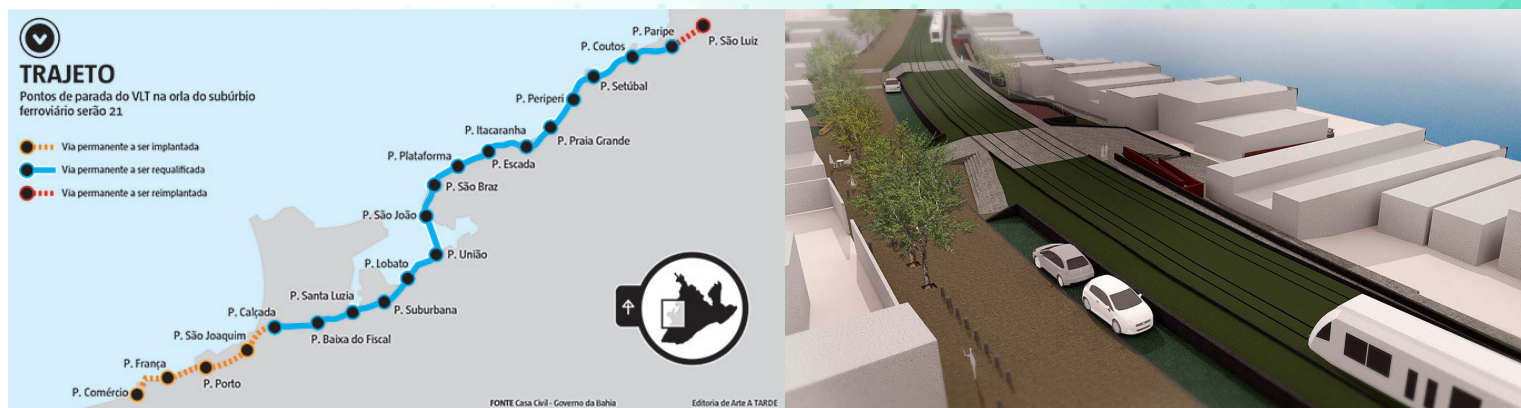 TRAJETO
Pontos de parada do VLT na orla do subúrbio
ferroviário serão 21
Via permanente a ser implantada
Via permanente a ser requalificada
Via permanente a ser reimplantada
P. São Luiz
P. Paripe
P. Coutos
P. Setúbal
P. Periperi
P. Praia Grande
P. Itacaranha
P. Escada
P. Plataforma
P. São Braz
P. São João
P. União
P. Lobato
P. Suburbana
P. Santa Luzia
P. Baixa do Fiscal
P. Calçada
P. São Joaquim
P. Porto
P. França
P. Comércio
FONTE Casa Civil - Governo da Bahia
Editoria de Arte A TARDE